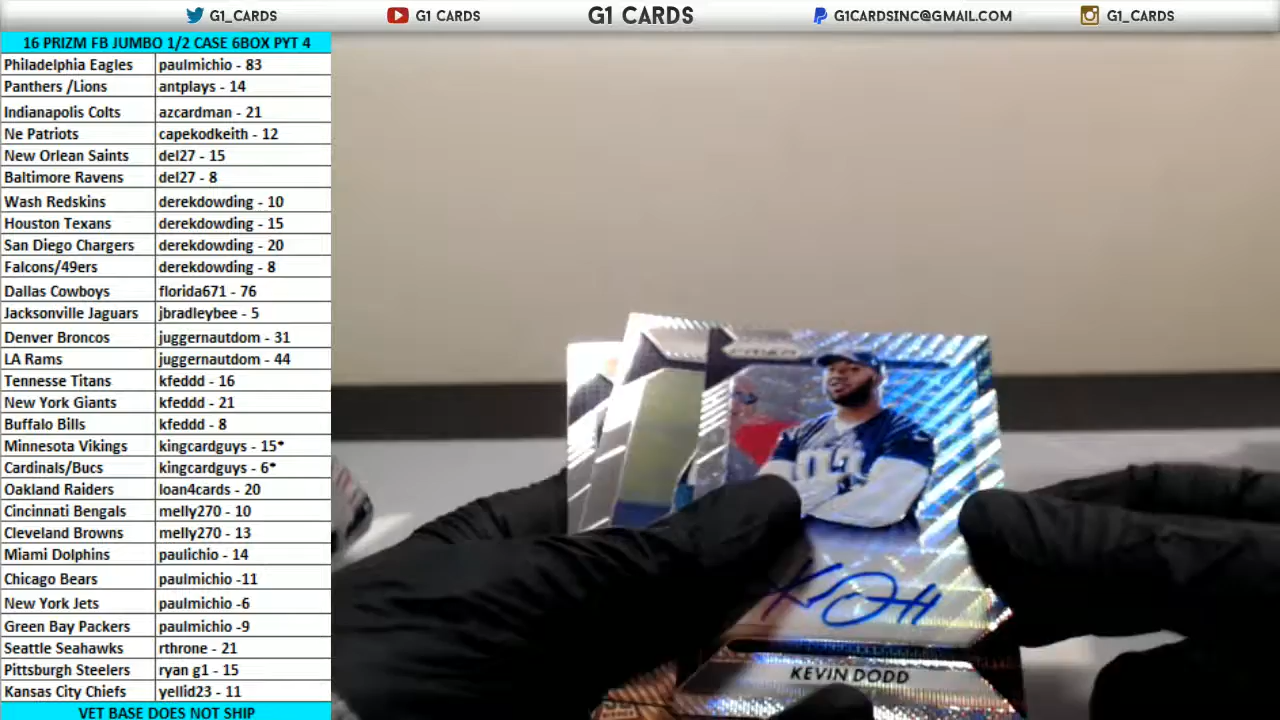 G1_CARDS
G1 CARDS
G1 CARDS
G1CARDSINC@GMAIL.COM
G1_CARDS
16 PRIZM FB JUMBO 1/2 CASE 6BOX PYT 4
Philadelphia Eagles paulmichio - 83
Panthers /Lions antplays - 14
Indianapolis Colts azcardman - 21
Ne Patriots capekodkeith - 12
New Orlean Saints del27 - 15
Baltimore Ravens del27 - 8
Wash Redskins derekdowding - 10
Houston Texans derekdowding - 15
San Diego Chargers derekdowding - 20
Falcons/49ers derekdowding - 8
Dallas Cowboys florida671 - 76
Jacksonville Jaguars jbradleybee - 5
Denver Broncos juggernautdom - 31
LA Rams juggernautdom - 44
Tennesse Titans kfeddd - 16
New York Giants kfeddd - 21
Buffalo Bills kfeddd - 8
Minnesota Vikings kingcardguys - 15*
Cardinals/Bucs kingcardguys - 6*
Oakland Raiders loan4cards - 20
Cincinnati Bengals melly270 - 10
Cleveland Browns melly270 - 13
Miami Dolphins paulichio - 14
Chicago Bears paulmichio -11
New York Jets paulmichio -6
Green Bay Packers paulmichio -9
Seattle Seahawks rthrone - 21
Pittsburgh Steelers ryan g1 - 15
Kansas City Chiefs yellid23 - 11
VET BASE DOES NOT SHIP
KEVIN DODD